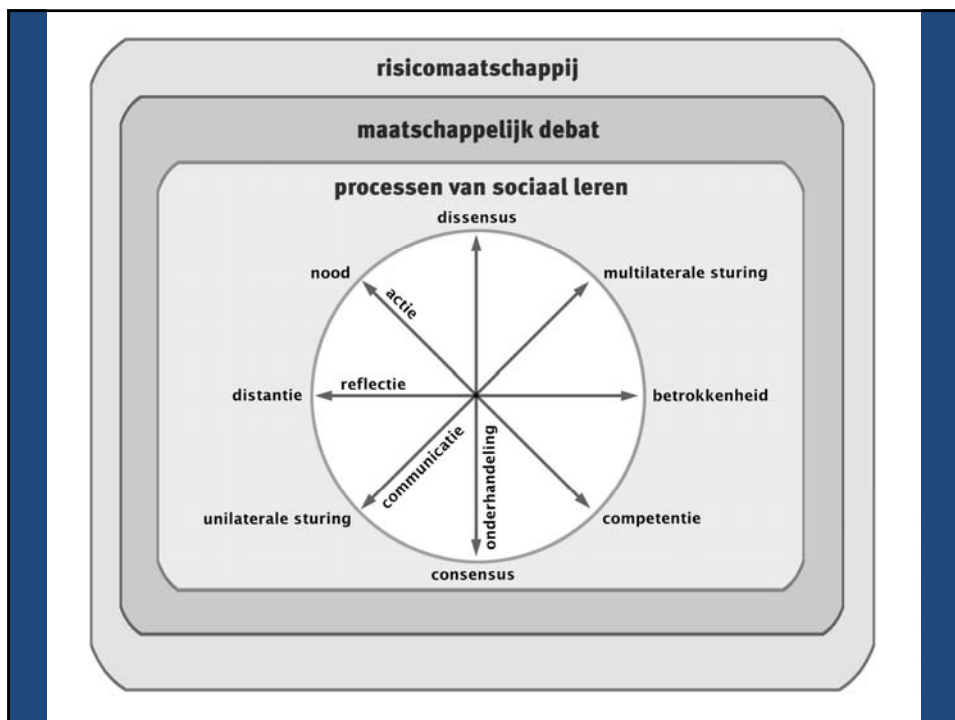 risicomaatschappij
maatschappelijk debat
processen van sociaal leren
dissensus
nood
multilaterale sturing
actie
distantie
reflectie
betrokkenheid
communicatie
onderhandeling
unilaterale sturing
competentie
consensus